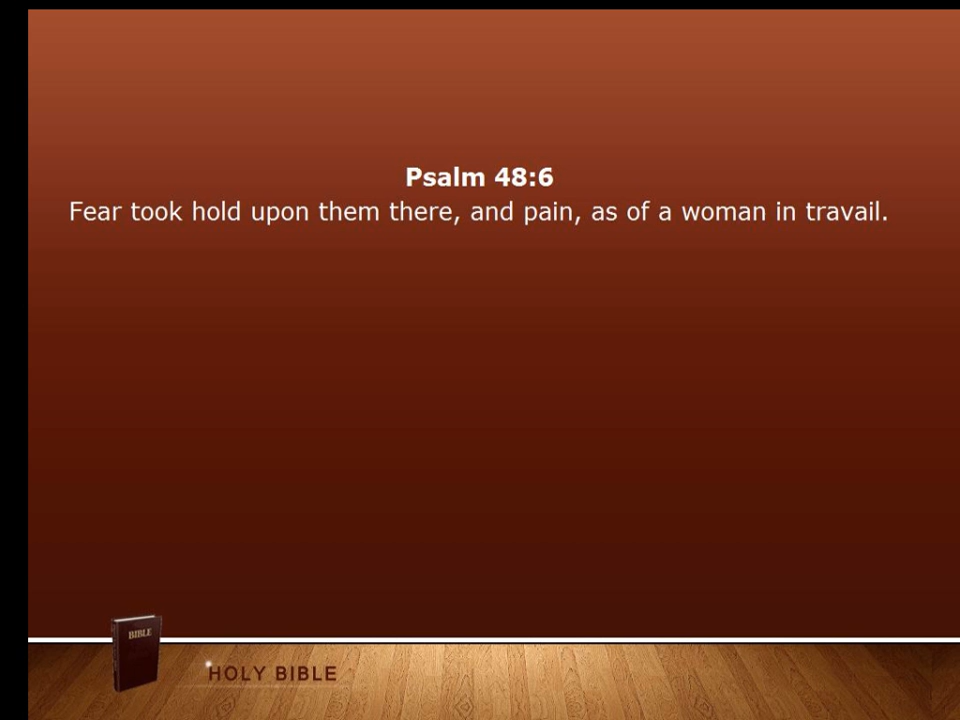 Psalm 48:6
Fear took hold upon them there, and pain, as of a woman in travail.
BIBLE
HOLY BIBLE